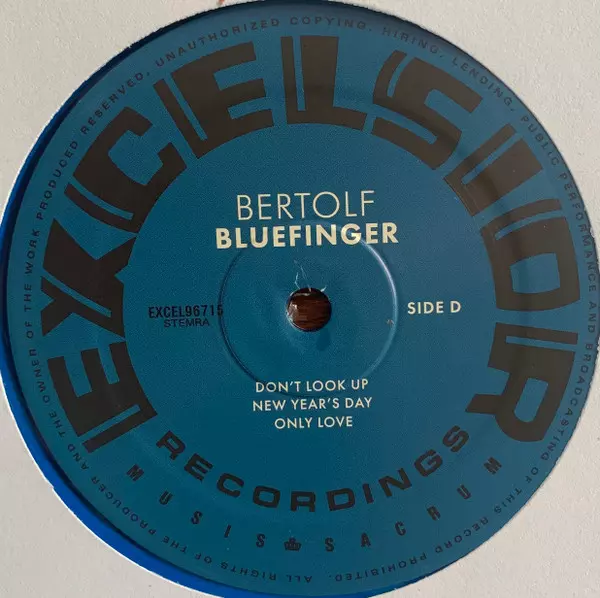 ALL RIGHTS OF THE PRODUCER AND THE OWNER OF THE WORK PRODUCED RESERVED, UNAUTHORIZED COPYING, HIRING, LENDING, PUBLIC PERFORMANCE AND BROADCASTING OF THIS RECORD PROHIBITED.
EXCELSIOR
BERTOLF
BLUEFINGER
EXCEL96715
STEMRA
SIDE D
DON'T LOOK UP
NEW YEAR'S DAY
ONLY LOVE
RECORDINGS
MUSIS SACRUM